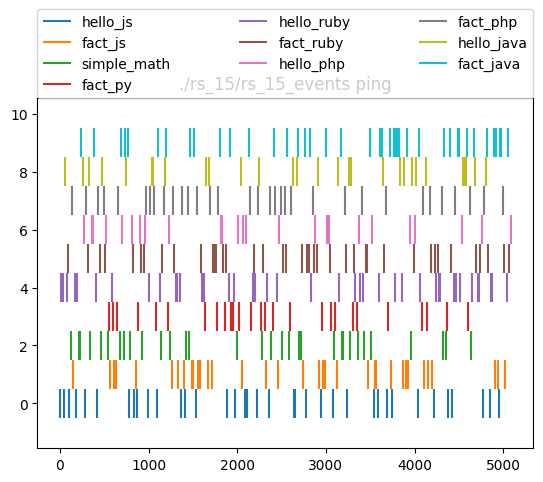 hello_js hello_ruby fact_php
fact_js fact_ruby hello_java
simple_math hello_php fact_java
fact_py
./rs_15/rs_15_events ping
10
8
6
4
2
0
0 1000 2000 3000 4000 5000